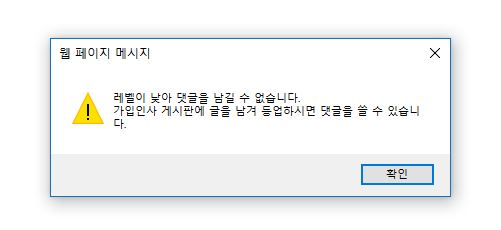 웹 페이지 메시지
레벨이 낮아 댓글을 남길 수 없습니다.
가입인사 게시판에 글을 남겨 등업하시면 댓글을 쓸 수 있습니
다.
확인